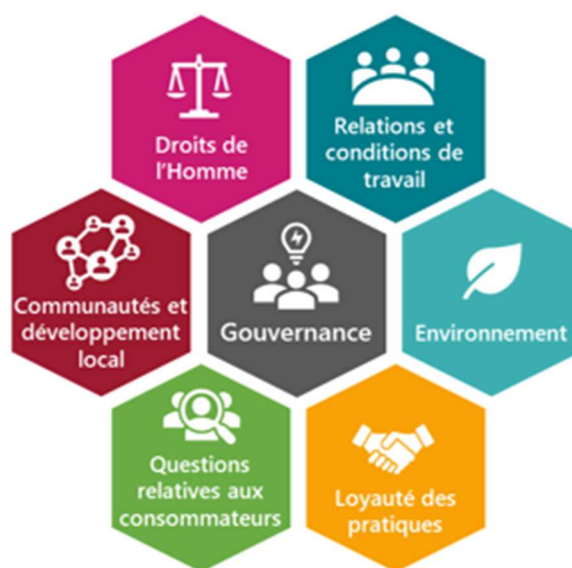 Droits de
l'Homme
Relations et
conditions de
travail
Communautés et
développement
local
Gouvernance
Environnement
Questions
relatives aux
consommateurs
Loyauté des
pratiques